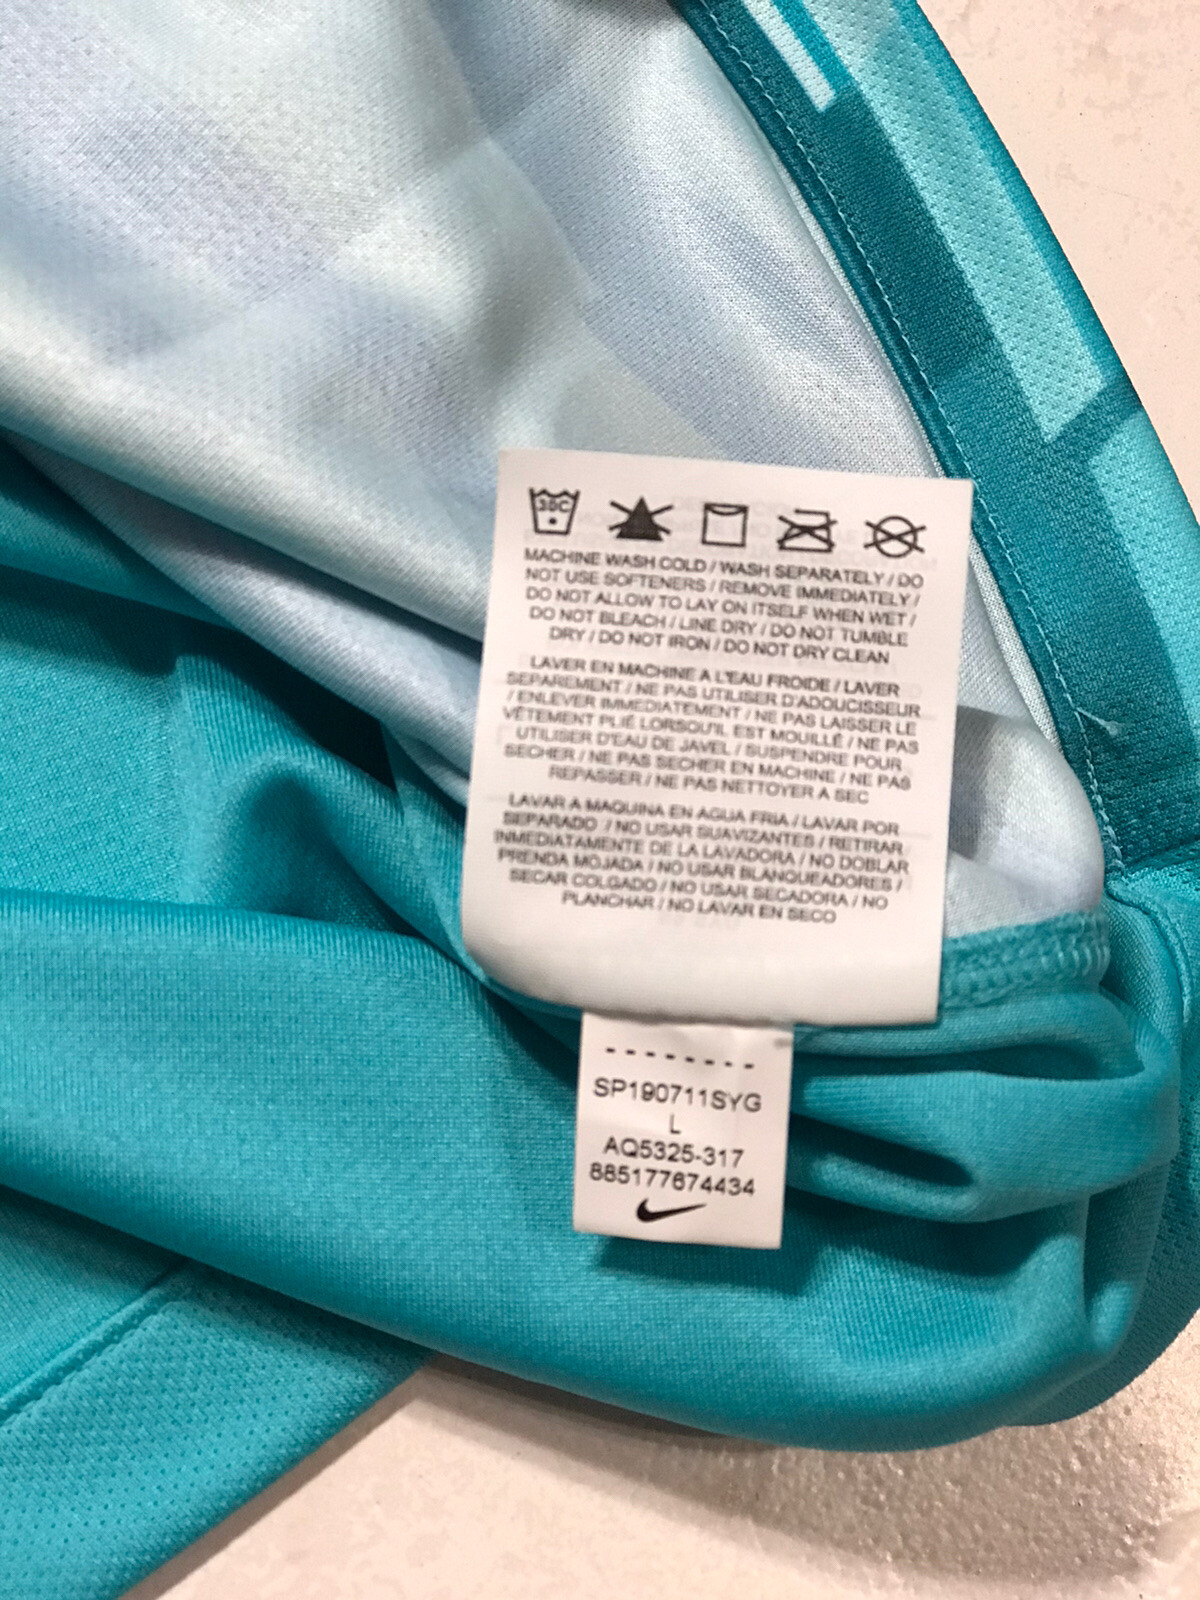 30C
MACHINE WASH COLD / WASH SEPARATELY / DO
NOT USE SOFTENERS / REMOVE IMMEDIATELY /
DO NOT ALLOW TO LAY ON ITSELF WHEN WET /
DO NOT BLEACH / LINE DRY / DO NOT TUMBLE
DRY / DO NOT IRON / DO NOT DRY CLEAN
LAVER EN MACHINE A L'EAU FROIDE / LAVER
SEPAREMENT / NE PAS UTILISER D'ADOUCISSEUR
/ ENLEVER IMMEDIATEMENT / NE PAS LAISSER LE
VÊTEMENT PLIÉ LORSQU'IL EST MOUILLÉ / NE PAS
UTILISER D'EAU DE JAVEL / SUSPENDRE POUR
SECHER / NE PAS SECHER EN MACHINE / NE PAS
REPASSER / NE PAS NETTOYER A SEC
LAVAR A MAQUINA EN AGUA FRIA / LAVAR POR
SEPARADO / NO USAR SUAVIZANTES / RETIRAR
INMEDIATAMENTE DE LA LAVADORA / NO DOBLAR
PRENDA MOJADA / NO USAR BLANQUEADORES /
SECAR COLGADO / NO USAR SECADORA / NO
PLANCHAR / NO LAVAR EN SECO
--------
SP190711SYG
L
AQ5325-317
885177674434